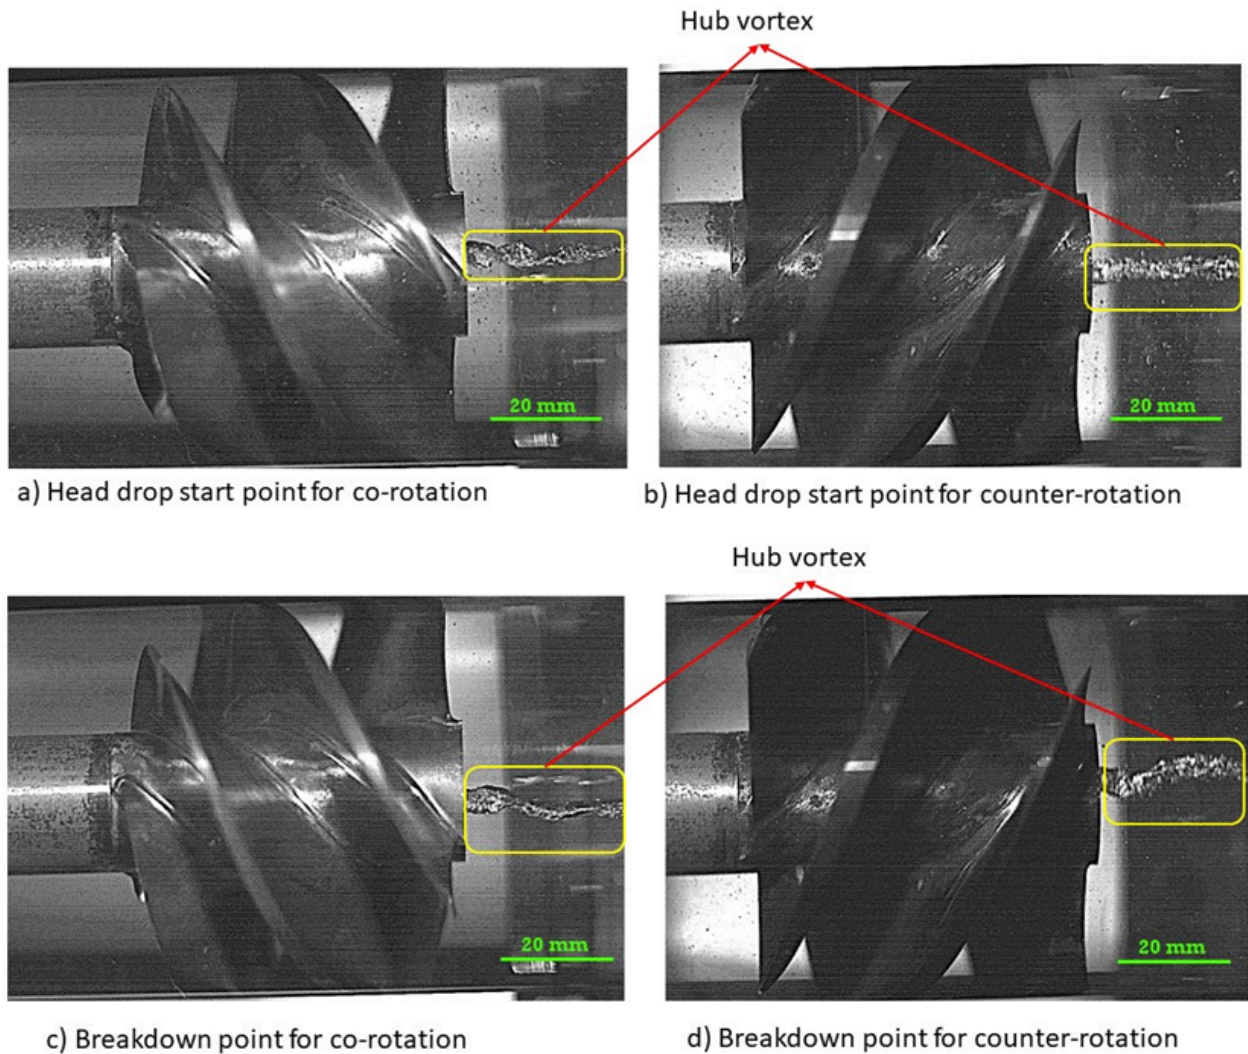 Hub vortex
20 mm
20 mm
a) Head drop start point for co-rotation
b) Head drop start point for counter-rotation
Hub vortex
20 mm
20 mm
c) Breakdown point for co-rotation
d) Breakdown point for counter-rotation